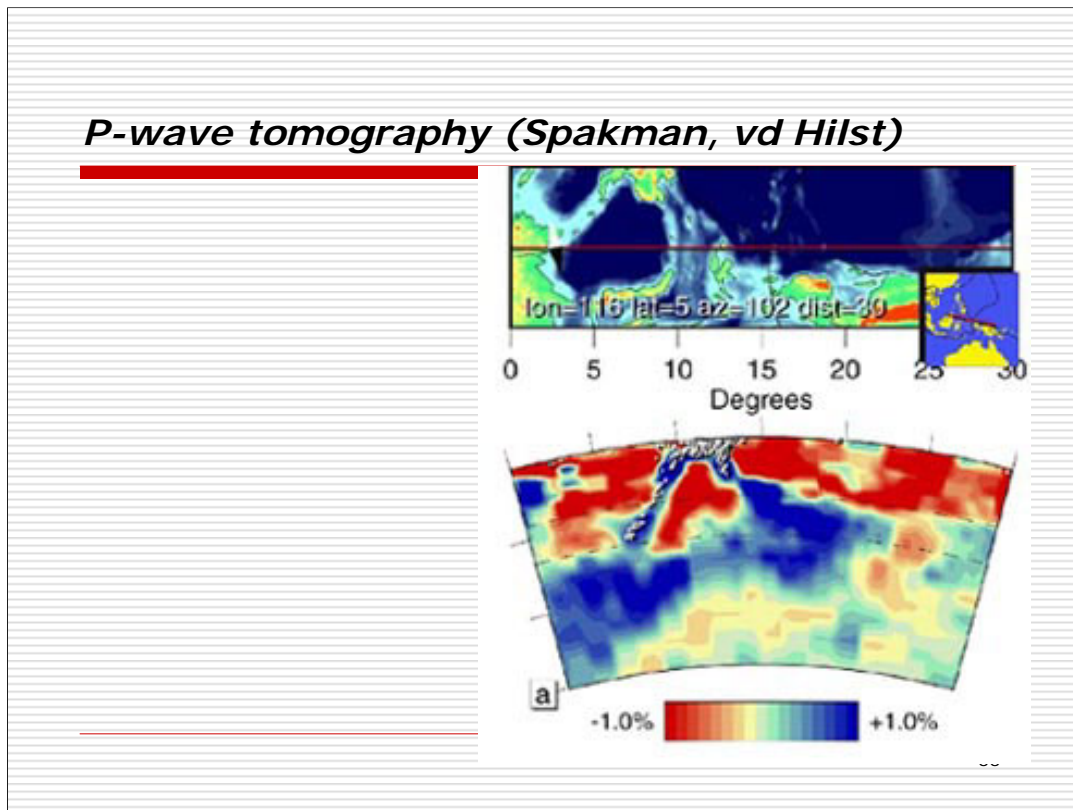 P-wave tomography (Spakman, vd Hilst)
lon=116 lat=5 az=102 dist=30
0 5 10 15 20 25 30
Degrees
a
-1.0% +1.0%